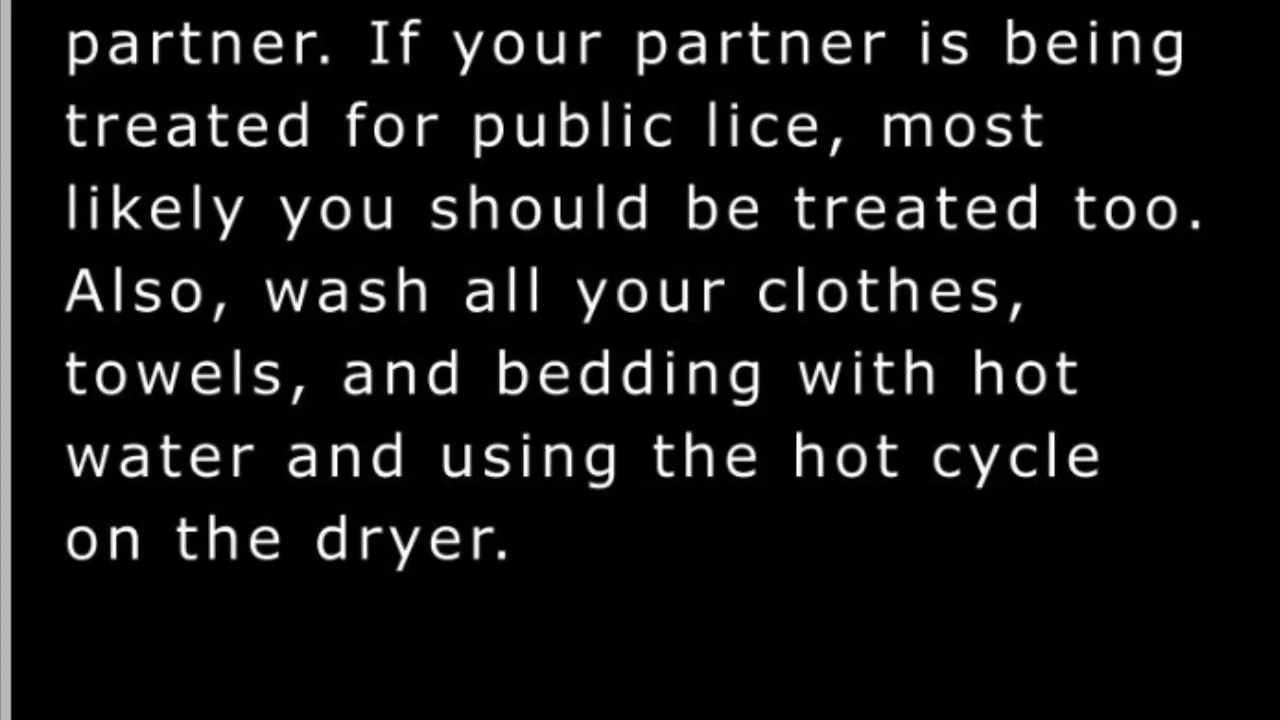 partner. If your partner is being
treated for public lice, most
likely you should be treated too.
Also, wash all your clothes,
towels, and bedding with hot
water and using the hot cycle
on the dryer.